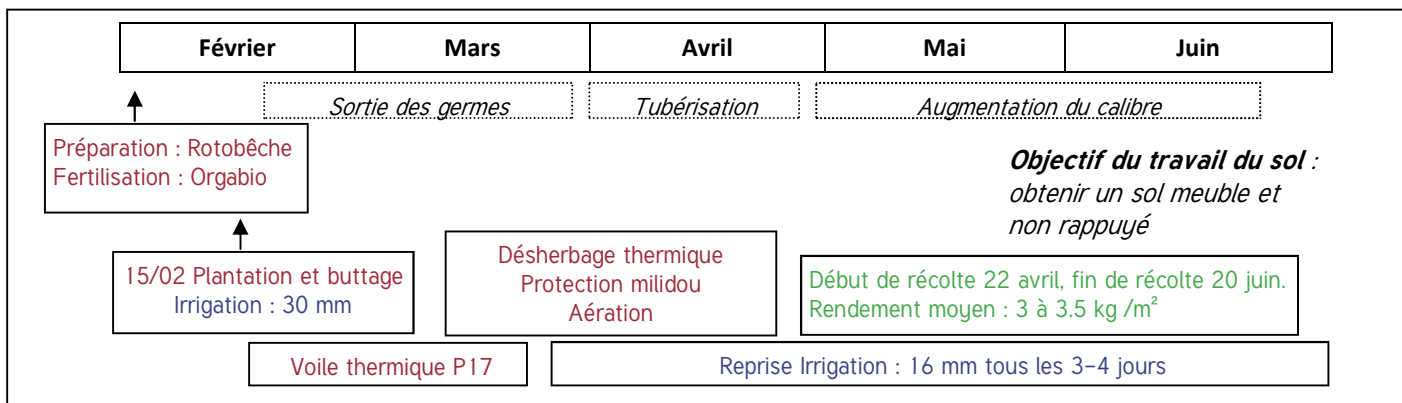 Février Mars Avril Mai Juin
Sortie des germes Tubérisation Augmentation du calibre
Préparation : Rotobêche
Fertilisation : Orgabio
Objectif du travail du sol :
obtenir un sol meuble et
non rappuyé
15/02 Plantation et buttage
Irrigation : 30 mm
Désherbage thermique
Protection milidou
Aération
Début de récolte 22 avril, fin de récolte 20 juin.
Rendement moyen : 3 à 3.5 kg /m²
Voile thermique P17
Reprise Irrigation : 16 mm tous les 3–4 jours